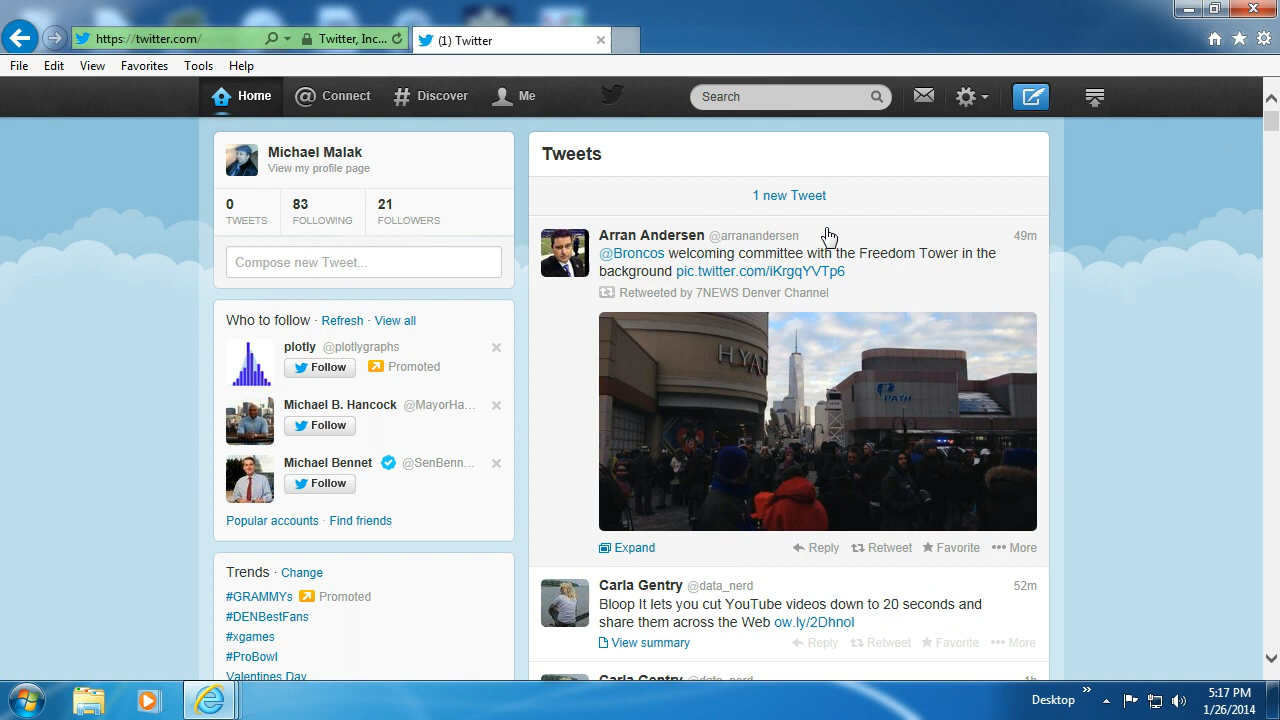 https://twitter.com/
Twitter, Inc...
(1) Twitter
File Edit View Favorites Tools Help
Home Connect Discover Me
Search
Michael Malak
View my profile page
0 83 21
TWEETS FOLLOWING FOLLOWERS
Compose new Tweet...
Who to follow · Refresh · View all
plotly @plotlygraphs
Follow Promoted
Michael B. Hancock @MayorHa...
Follow
Michael Bennet @SenBenn...
Follow
Popular accounts · Find friends
Trends · Change
#GRAMMYs Promoted
#DENBestFans
#xgames
#ProBowl
Valentines Day
Tweets
1 new Tweet
Arran Andersen @arranandersen 49m
@Broncos welcoming committee with the Freedom Tower in the
background pic.twitter.com/iKrgqYVTp6
Retweeted by 7NEWS Denver Channel
HYA
PATH
Expand Reply Retweet Favorite More
Carla Gentry @data_nerd 52m
Bloop It lets you cut YouTube videos down to 20 seconds and
share them across the Web ow.ly/2Dhnol
View summary Reply Retweet Favorite More
Carla Gentry @data_nerd 1h
Desktop
5:17 PM
1/26/2014